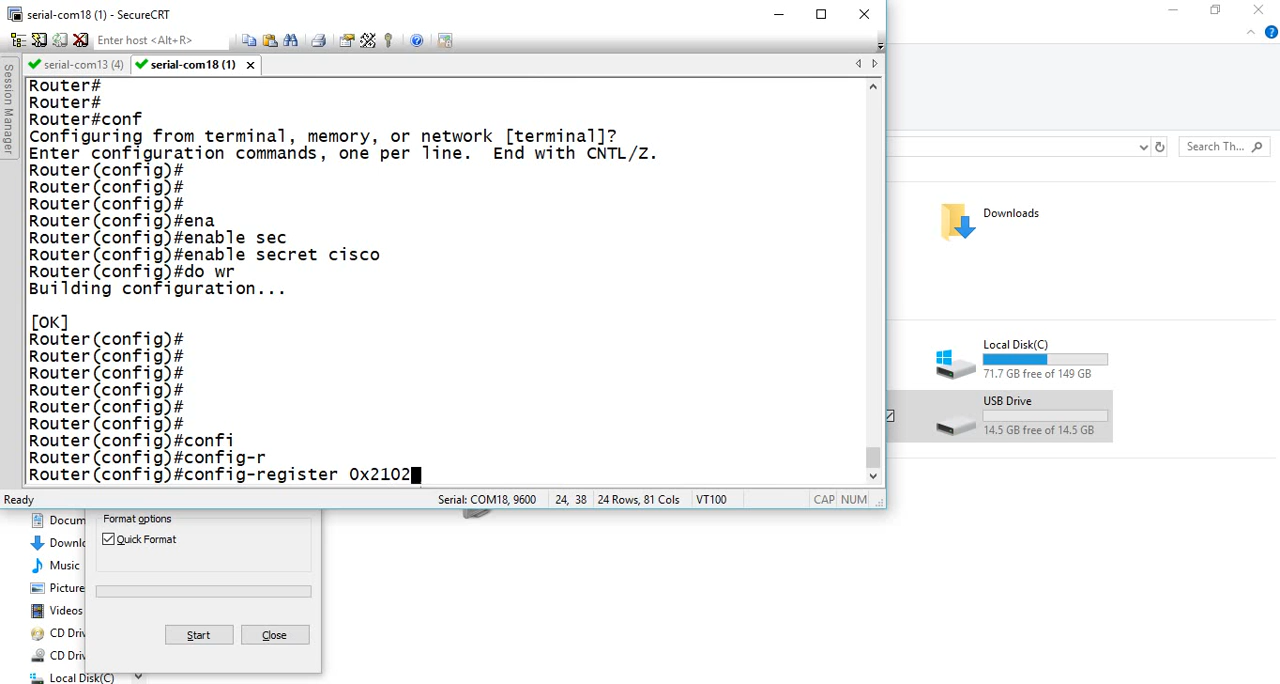 serial-com18 (1) - SecureCRT
Enter host <Alt+R>
serial-com13 (4)
serial-com18 (1)
Session Manager
Router#
Router#
Router#conf
Configuring from terminal, memory, or network [terminal]?
Enter configuration commands, one per line.  End with CNTL/Z.
Router(config)#
Router(config)#
Router(config)#
Router(config)#ena
Router(config)#enable sec
Router(config)#enable secret cisco
Router(config)#do wr
Building configuration...
[OK]
Router(config)#
Router(config)#
Router(config)#
Router(config)#
Router(config)#
Router(config)#
Router(config)#confi
Router(config)#config-r
Router(config)#config-register 0x2102
Ready
Serial: COM18, 9600
24, 38
24 Rows, 81 Cols
VT100
CAP NUM
Search Th...
Downloads
Local Disk(C)
71.7 GB free of 149 GB
USB Drive
14.5 GB free of 14.5 GB
Docum
Downlo
Music
Picture
Videos
CD Driv
CD Driv
Local Disk(C)
Format options
Quick Format
Start
Close